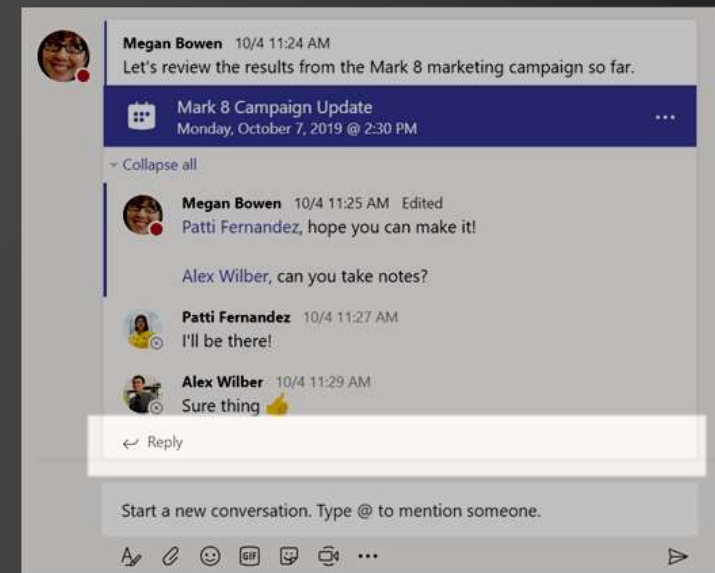 Megan Bowen 10/4 11:24 AM
Let's review the results from the Mark 8 marketing campaign so far.
Mark 8 Campaign Update
Monday, October 7, 2019 @ 2:30 PM
Collapse all
Megan Bowen 10/4 11:25 AM Edited
Patti Fernandez, hope you can make it!
Alex Wilber, can you take notes?
Patti Fernandez 10/4 11:27 AM
I'll be there!
Alex Wilber 10/4 11:29 AM
Sure thing 👍
Reply
Start a new conversation. Type @ to mention someone.
GIF